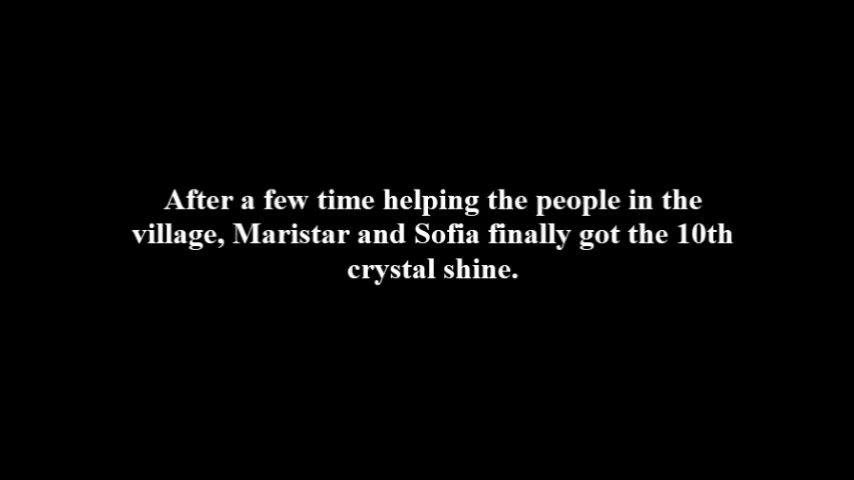 After a few time helping the people in the
village, Maristar and Sofia finally got the 10th
crystal shine.